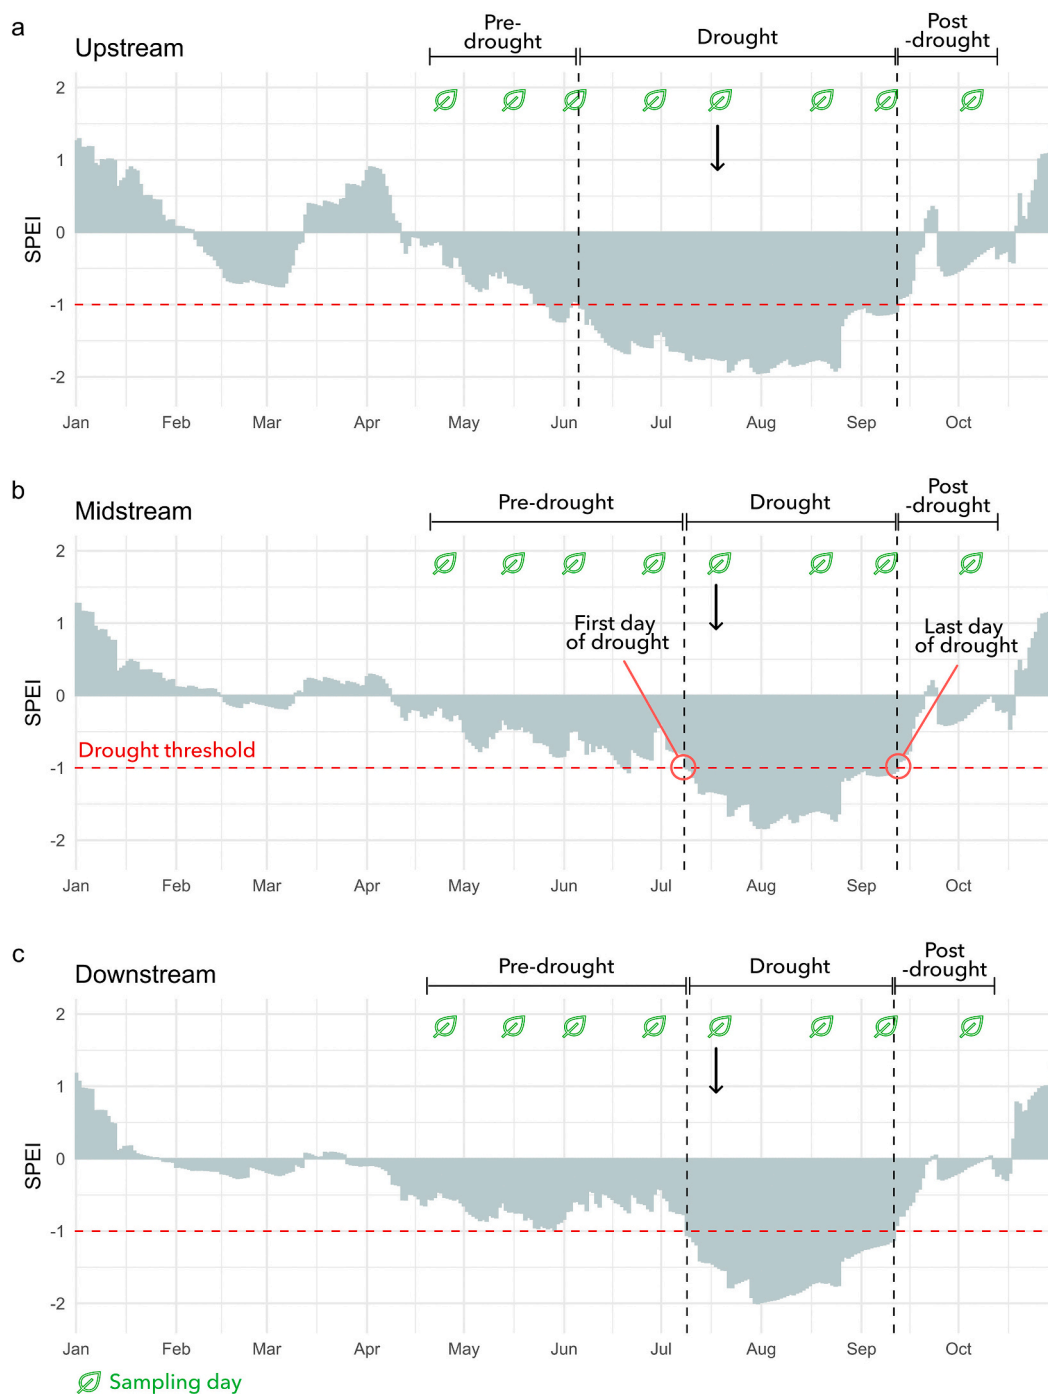 a
Upstream
Pre-
drought
Drought
Post
-drought
2
1
0
-1
-2
SPEI
Jan Feb Mar Apr May Jun Jul Aug Sep Oct
b
Midstream
Pre-drought
Drought
Post
-drought
2
1
0
-1
-2
SPEI
First day
of drought
Last day
of drought
Drought threshold
Jan Feb Mar Apr May Jun Jul Aug Sep Oct
c
Downstream
Pre-drought
Drought
Post
-drought
2
1
0
-1
-2
SPEI
Jan Feb Mar Apr May Jun Jul Aug Sep Oct
Sampling day